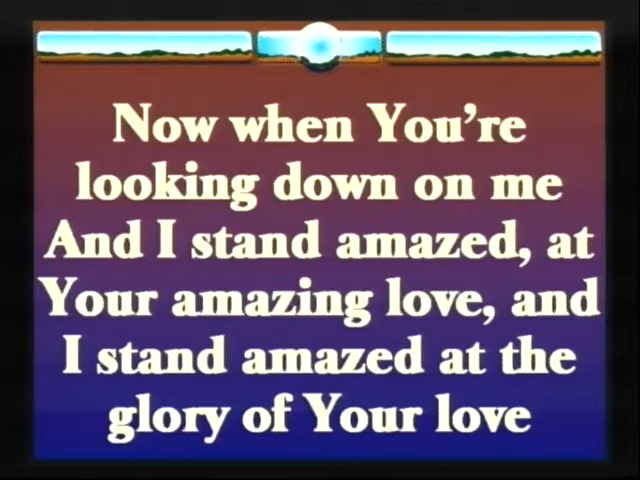 Now when You're
looking down on me
And I stand amazed, at
Your amazing love, and
I stand amazed at the
glory of Your love